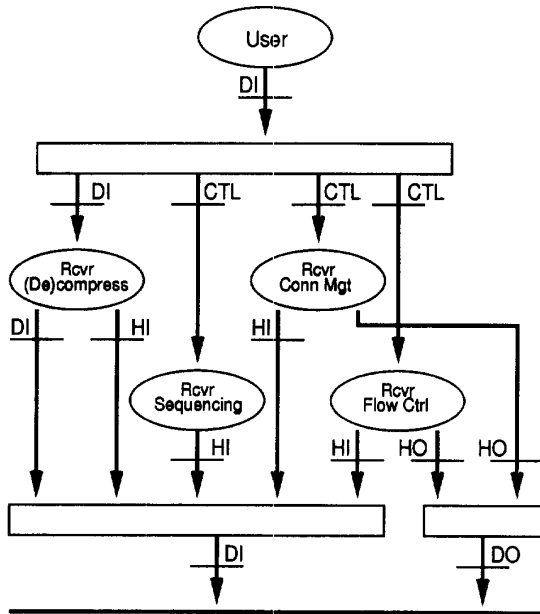 User
DI
DI
CTL
CTL
CTL
Rcvr
(De)compress
Rcvr
Conn Mgt
DI
HI
HI
Rcvr
Sequencing
Rcvr
Flow Ctrl
HI
HI
HO
HO
DI
DO